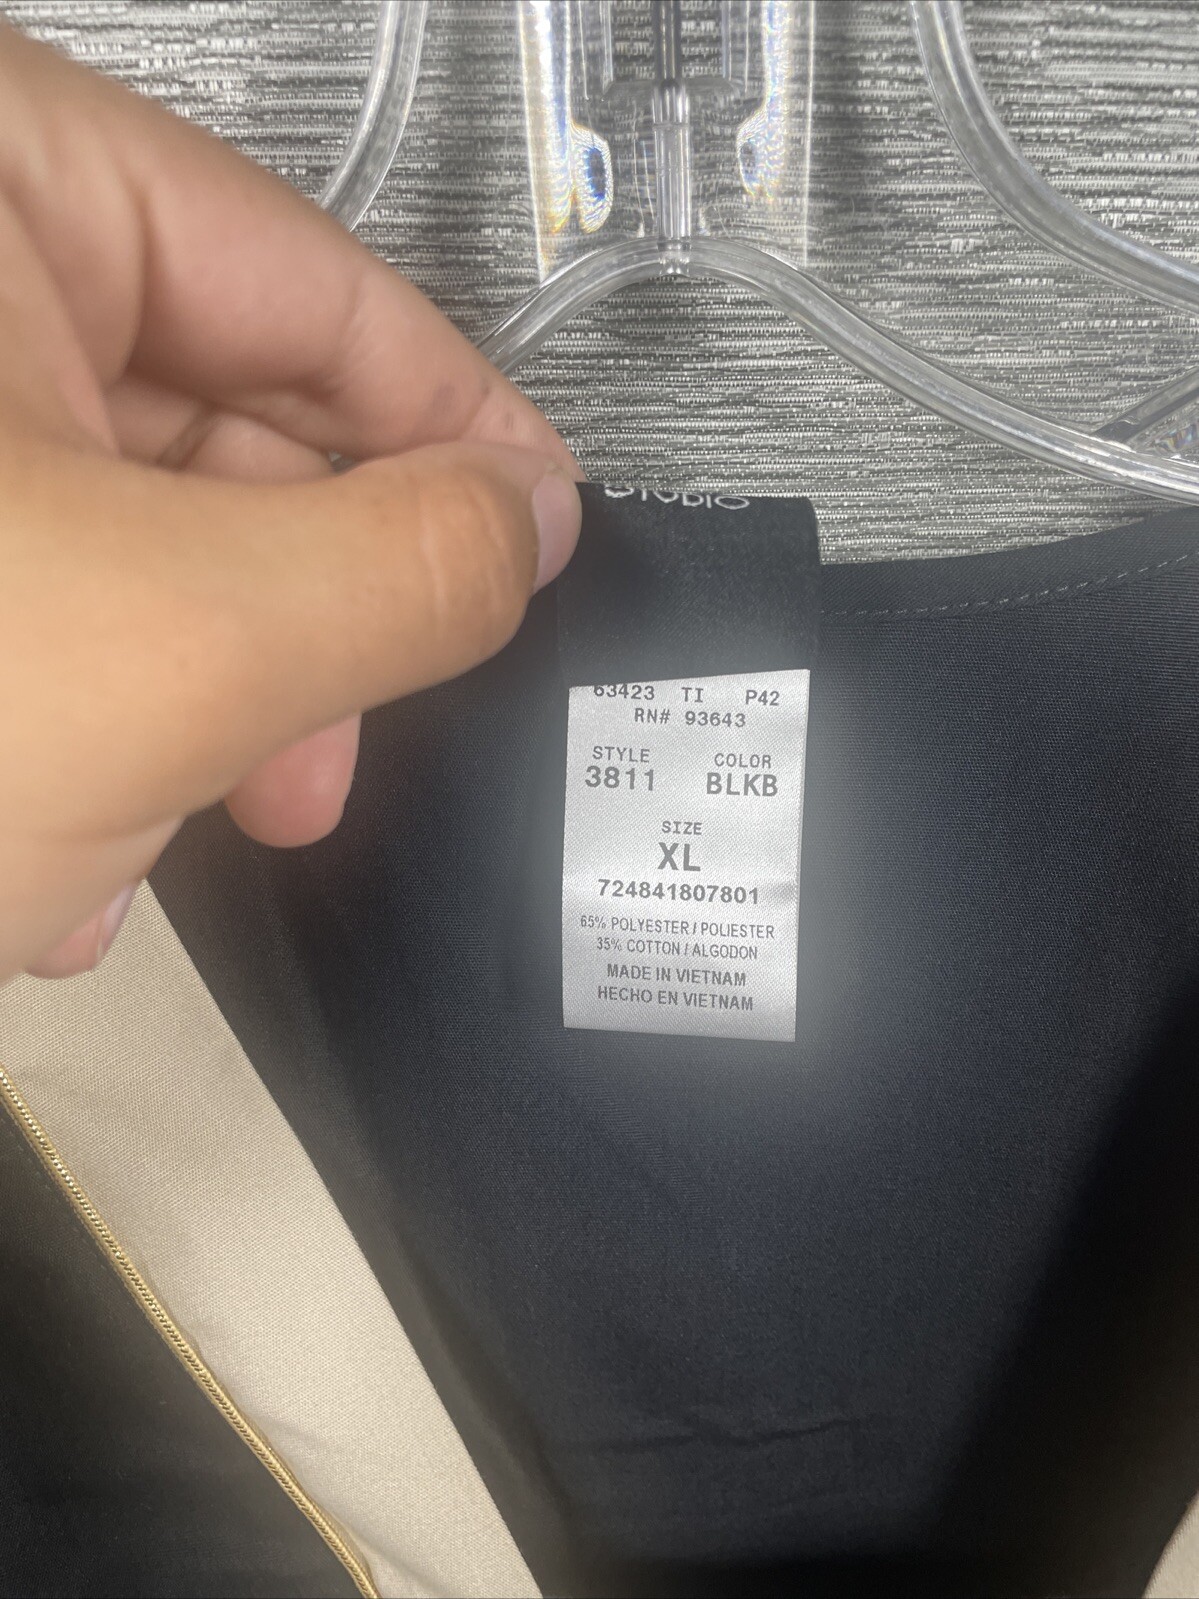 STUDIO
63423 TI P42
RN# 93643
STYLE COLOR
3811 BLKB
SIZE
XL
724841807801
65% POLYESTER / POLIESTER
35% COTTON / ALGODON
MADE IN VIETNAM
HECHO EN VIETNAM